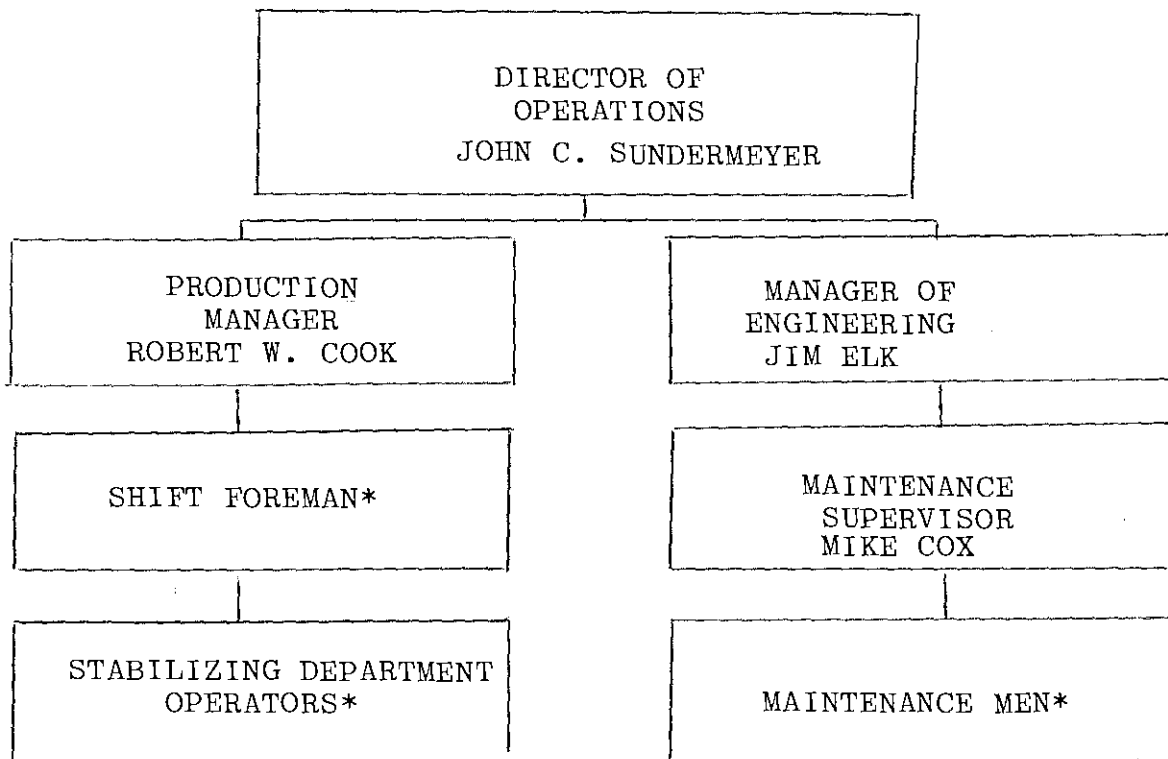 DIRECTOR OF
OPERATIONS
JOHN C. SUNDERMEYER
PRODUCTION
MANAGER
ROBERT W. COOK
MANAGER OF
ENGINEERING
JIM ELK
SHIFT FOREMAN*
MAINTENANCE
SUPERVISOR
MIKE COX
STABILIZING DEPARTMENT
OPERATORS*
MAINTENANCE MEN*